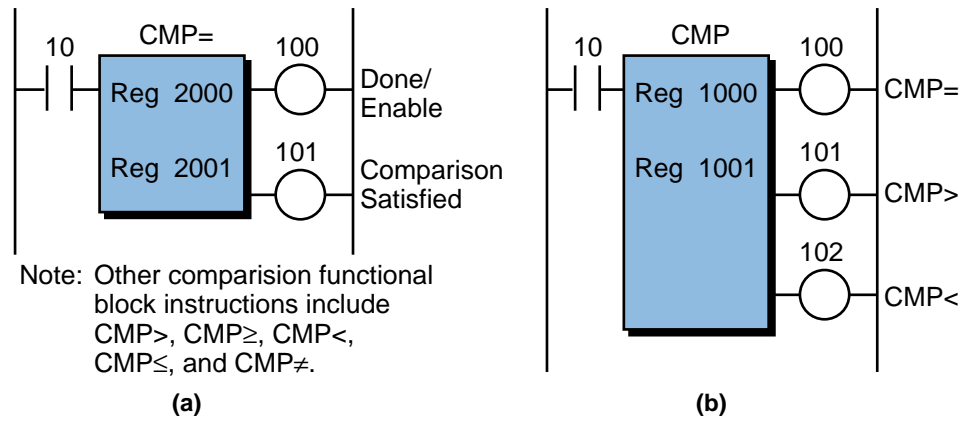 CMP=
10
100
Reg 2000
Done/
Enable
101
Reg 2001
Comparison
Satisfied
Note: Other comparision functional
block instructions include
CMP>, CMP≥, CMP<,
CMP≤, and CMP≠.
(a)
CMP
10
100
Reg 1000
CMP=
101
Reg 1001
CMP>
102
CMP<
(b)